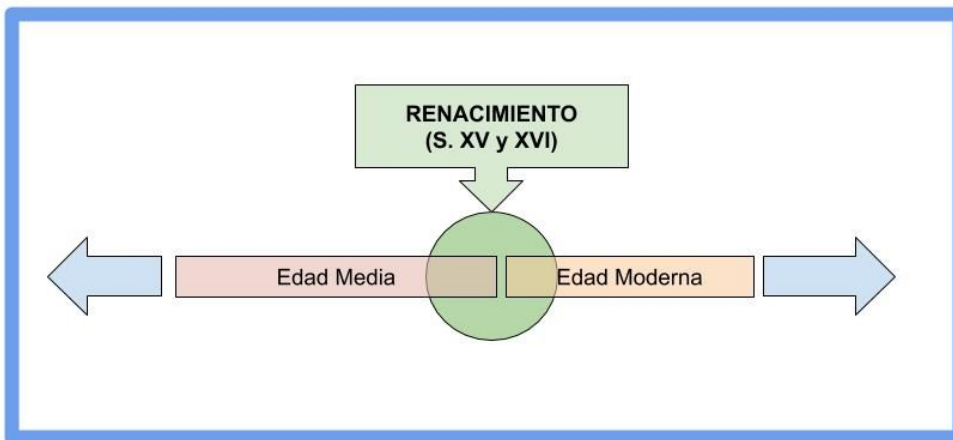 RENACIMIENTO
(S. XV y XVI)
Edad Media
Edad Moderna